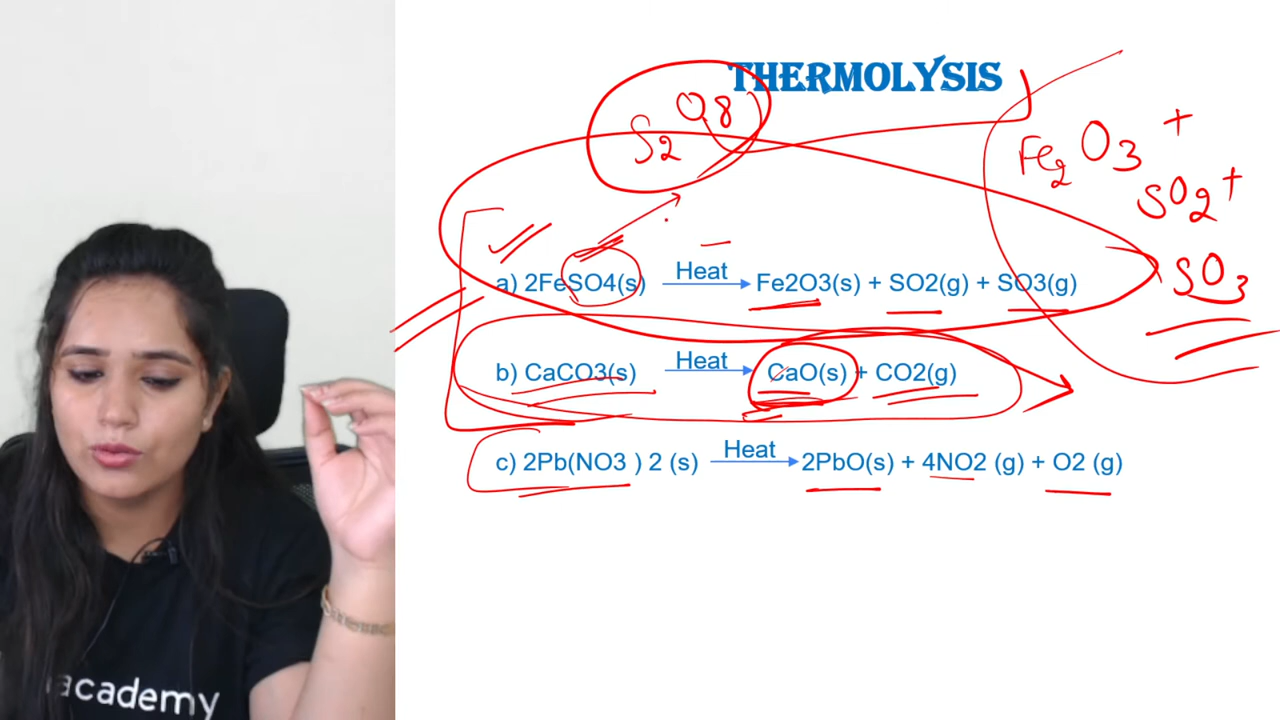 THERMOLYSIS
S2O8
Fe2O3 +
SO2 +
SO3
a) 2FeSO4(s) Heat Fe2O3(s) + SO2(g) + SO3(g)
b) CaCO3(s) Heat CaO(s) + CO2(g)
c) 2Pb(NO3 ) 2 (s) Heat 2PbO(s) + 4NO2 (g) + O2 (g)
academy